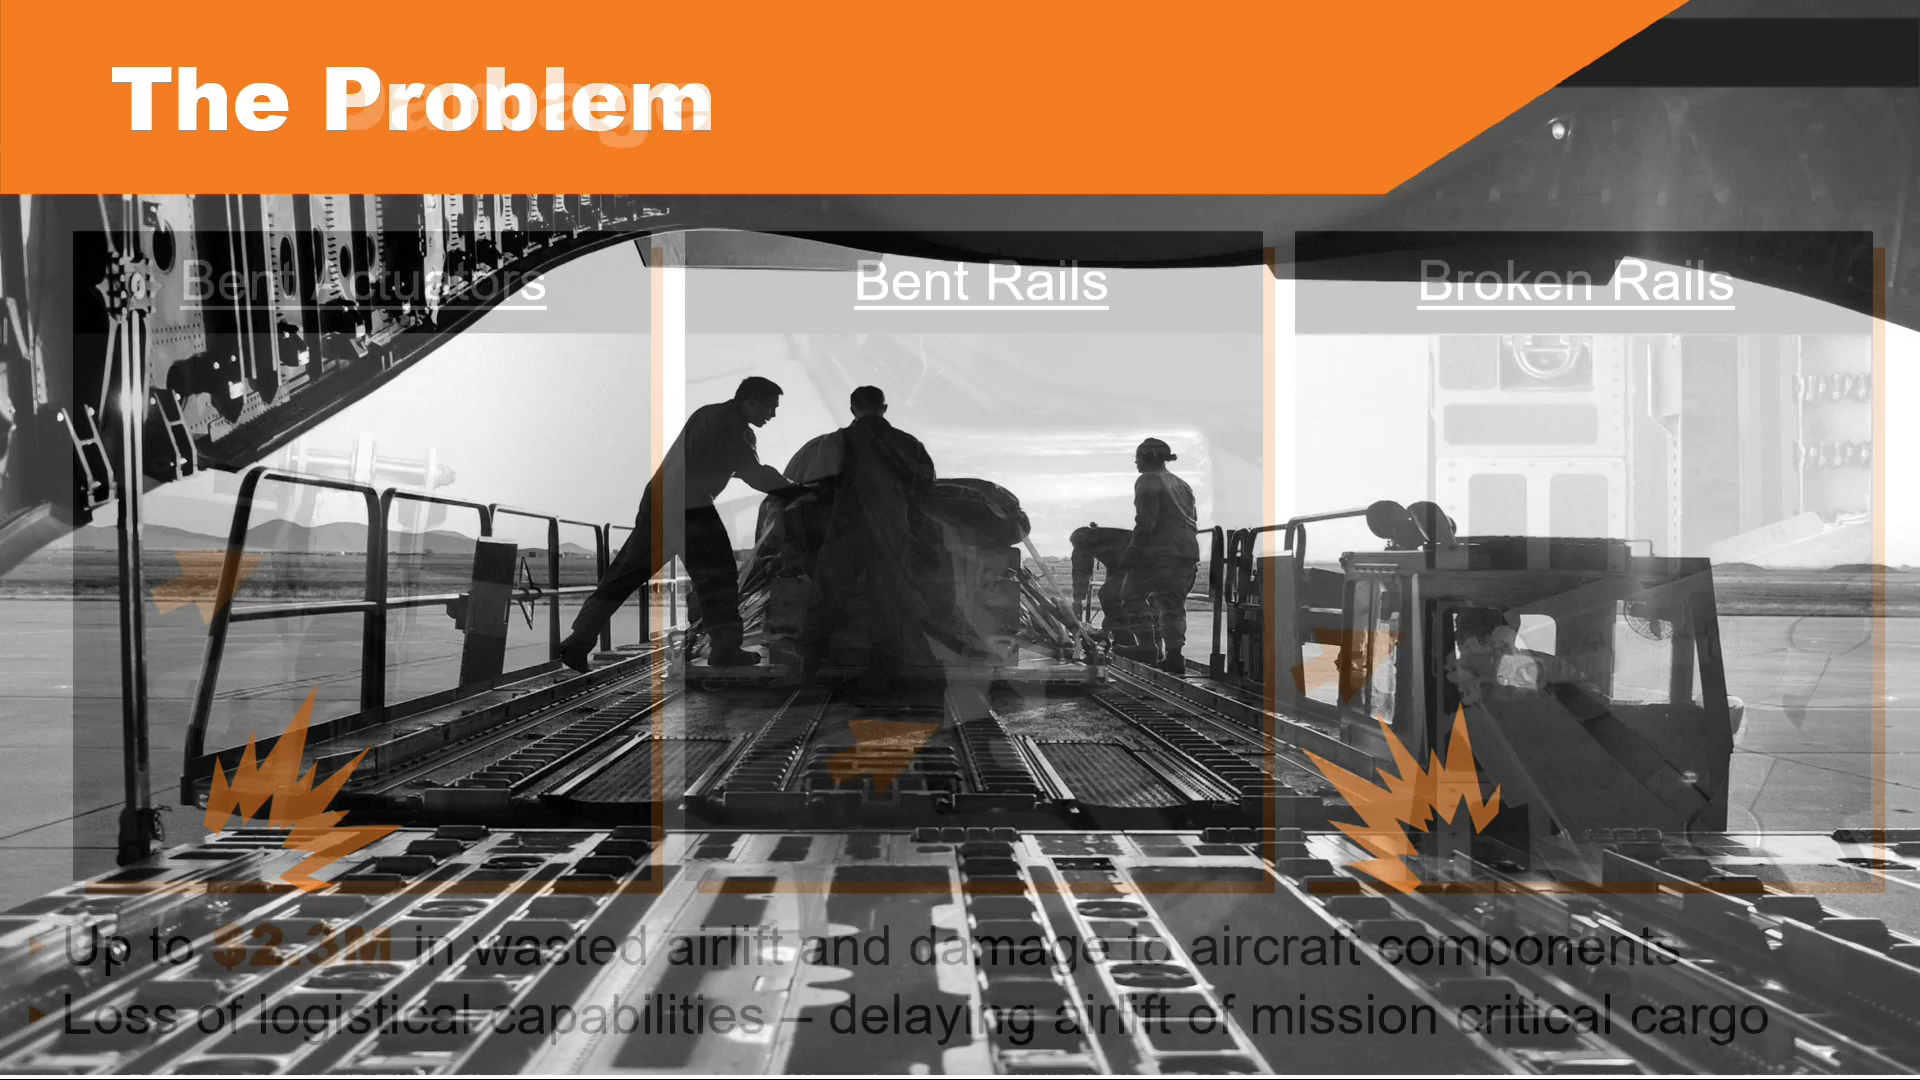 The Problem
Damage
Bent Actuators
Bent Rails
Broken Rails
Up to $2.3M in wasted airlift and damage to aircraft components
Loss of logistical capabilities – delaying airlift of mission critical cargo